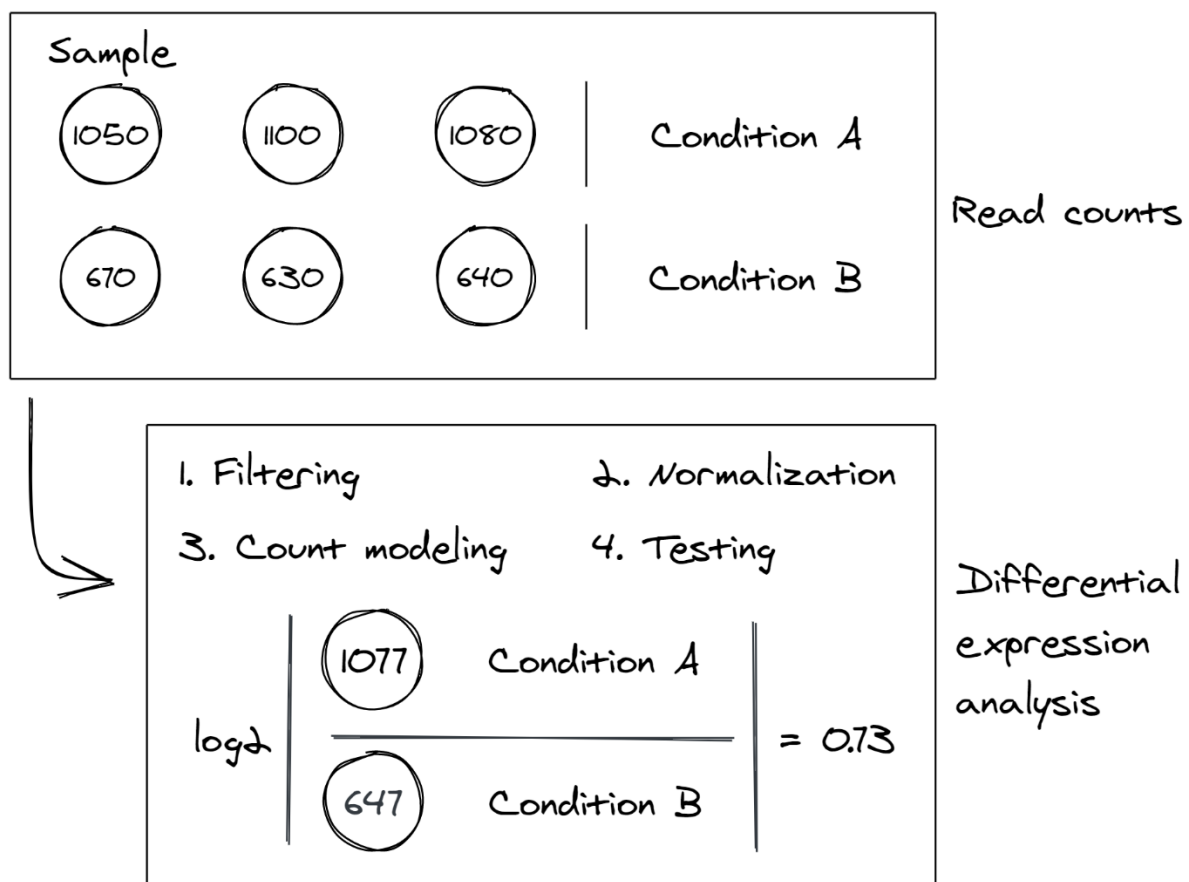 Sample
1050 1100 1080 Condition A
670 630 640 Condition B
Read counts
1. Filtering 2. Normalization
3. Count modeling 4. Testing
1077 Condition A
log2 = 0.73
647 Condition B
Differential
expression
analysis